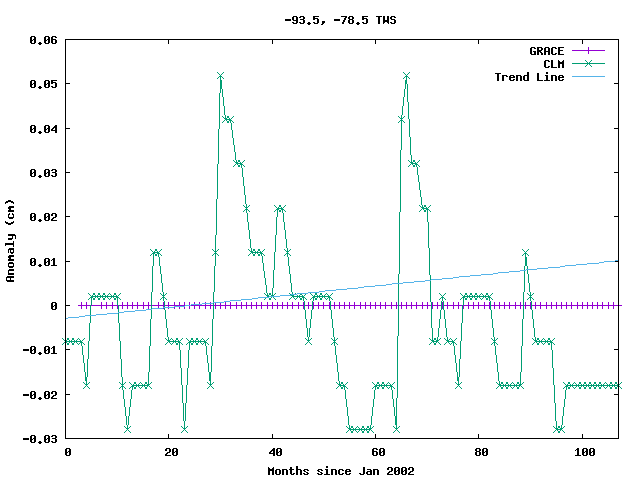 -93.5, -78.5 TWS
GRACE
CLM
Trend Line
0.06
0.05
0.04
0.03
0.02
0.01
0
-0.01
-0.02
-0.03
Anomaly (cm)
0 20 40 60 80 100
Months since Jan 2002